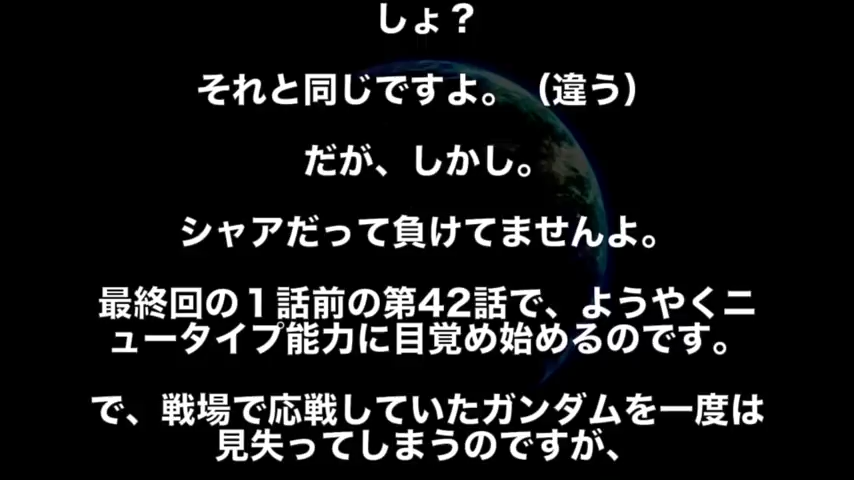 しょ？
それと同じですよ。（違う）
だが、しかし。
シャアだって負けてませんよ。
最終回の１話前の第42話で、ようやくニ
ュータイプ能力に目覚め始めるのです。
で、戦場で応戦していたガンダムを一度は
見失ってしまうのですが、